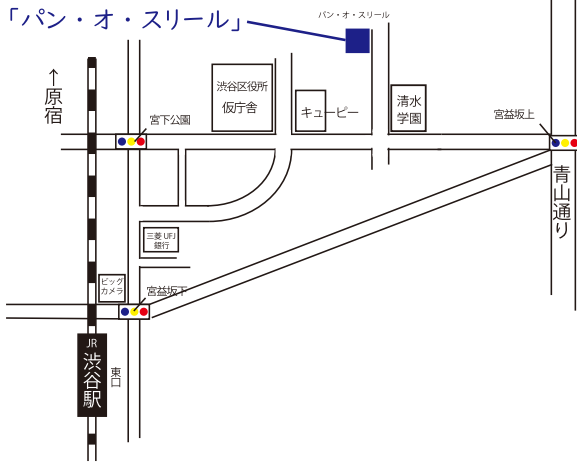 「パン・オ・スリール」
パン・オ・スリール
↑
原宿
渋谷区役所
仮庁舎
キューピー
清水
学園
宮益坂上
宮下公園
青山通り
三菱 UFJ
銀行
ビック
カメラ
宮益坂下
JR
渋谷駅
東口